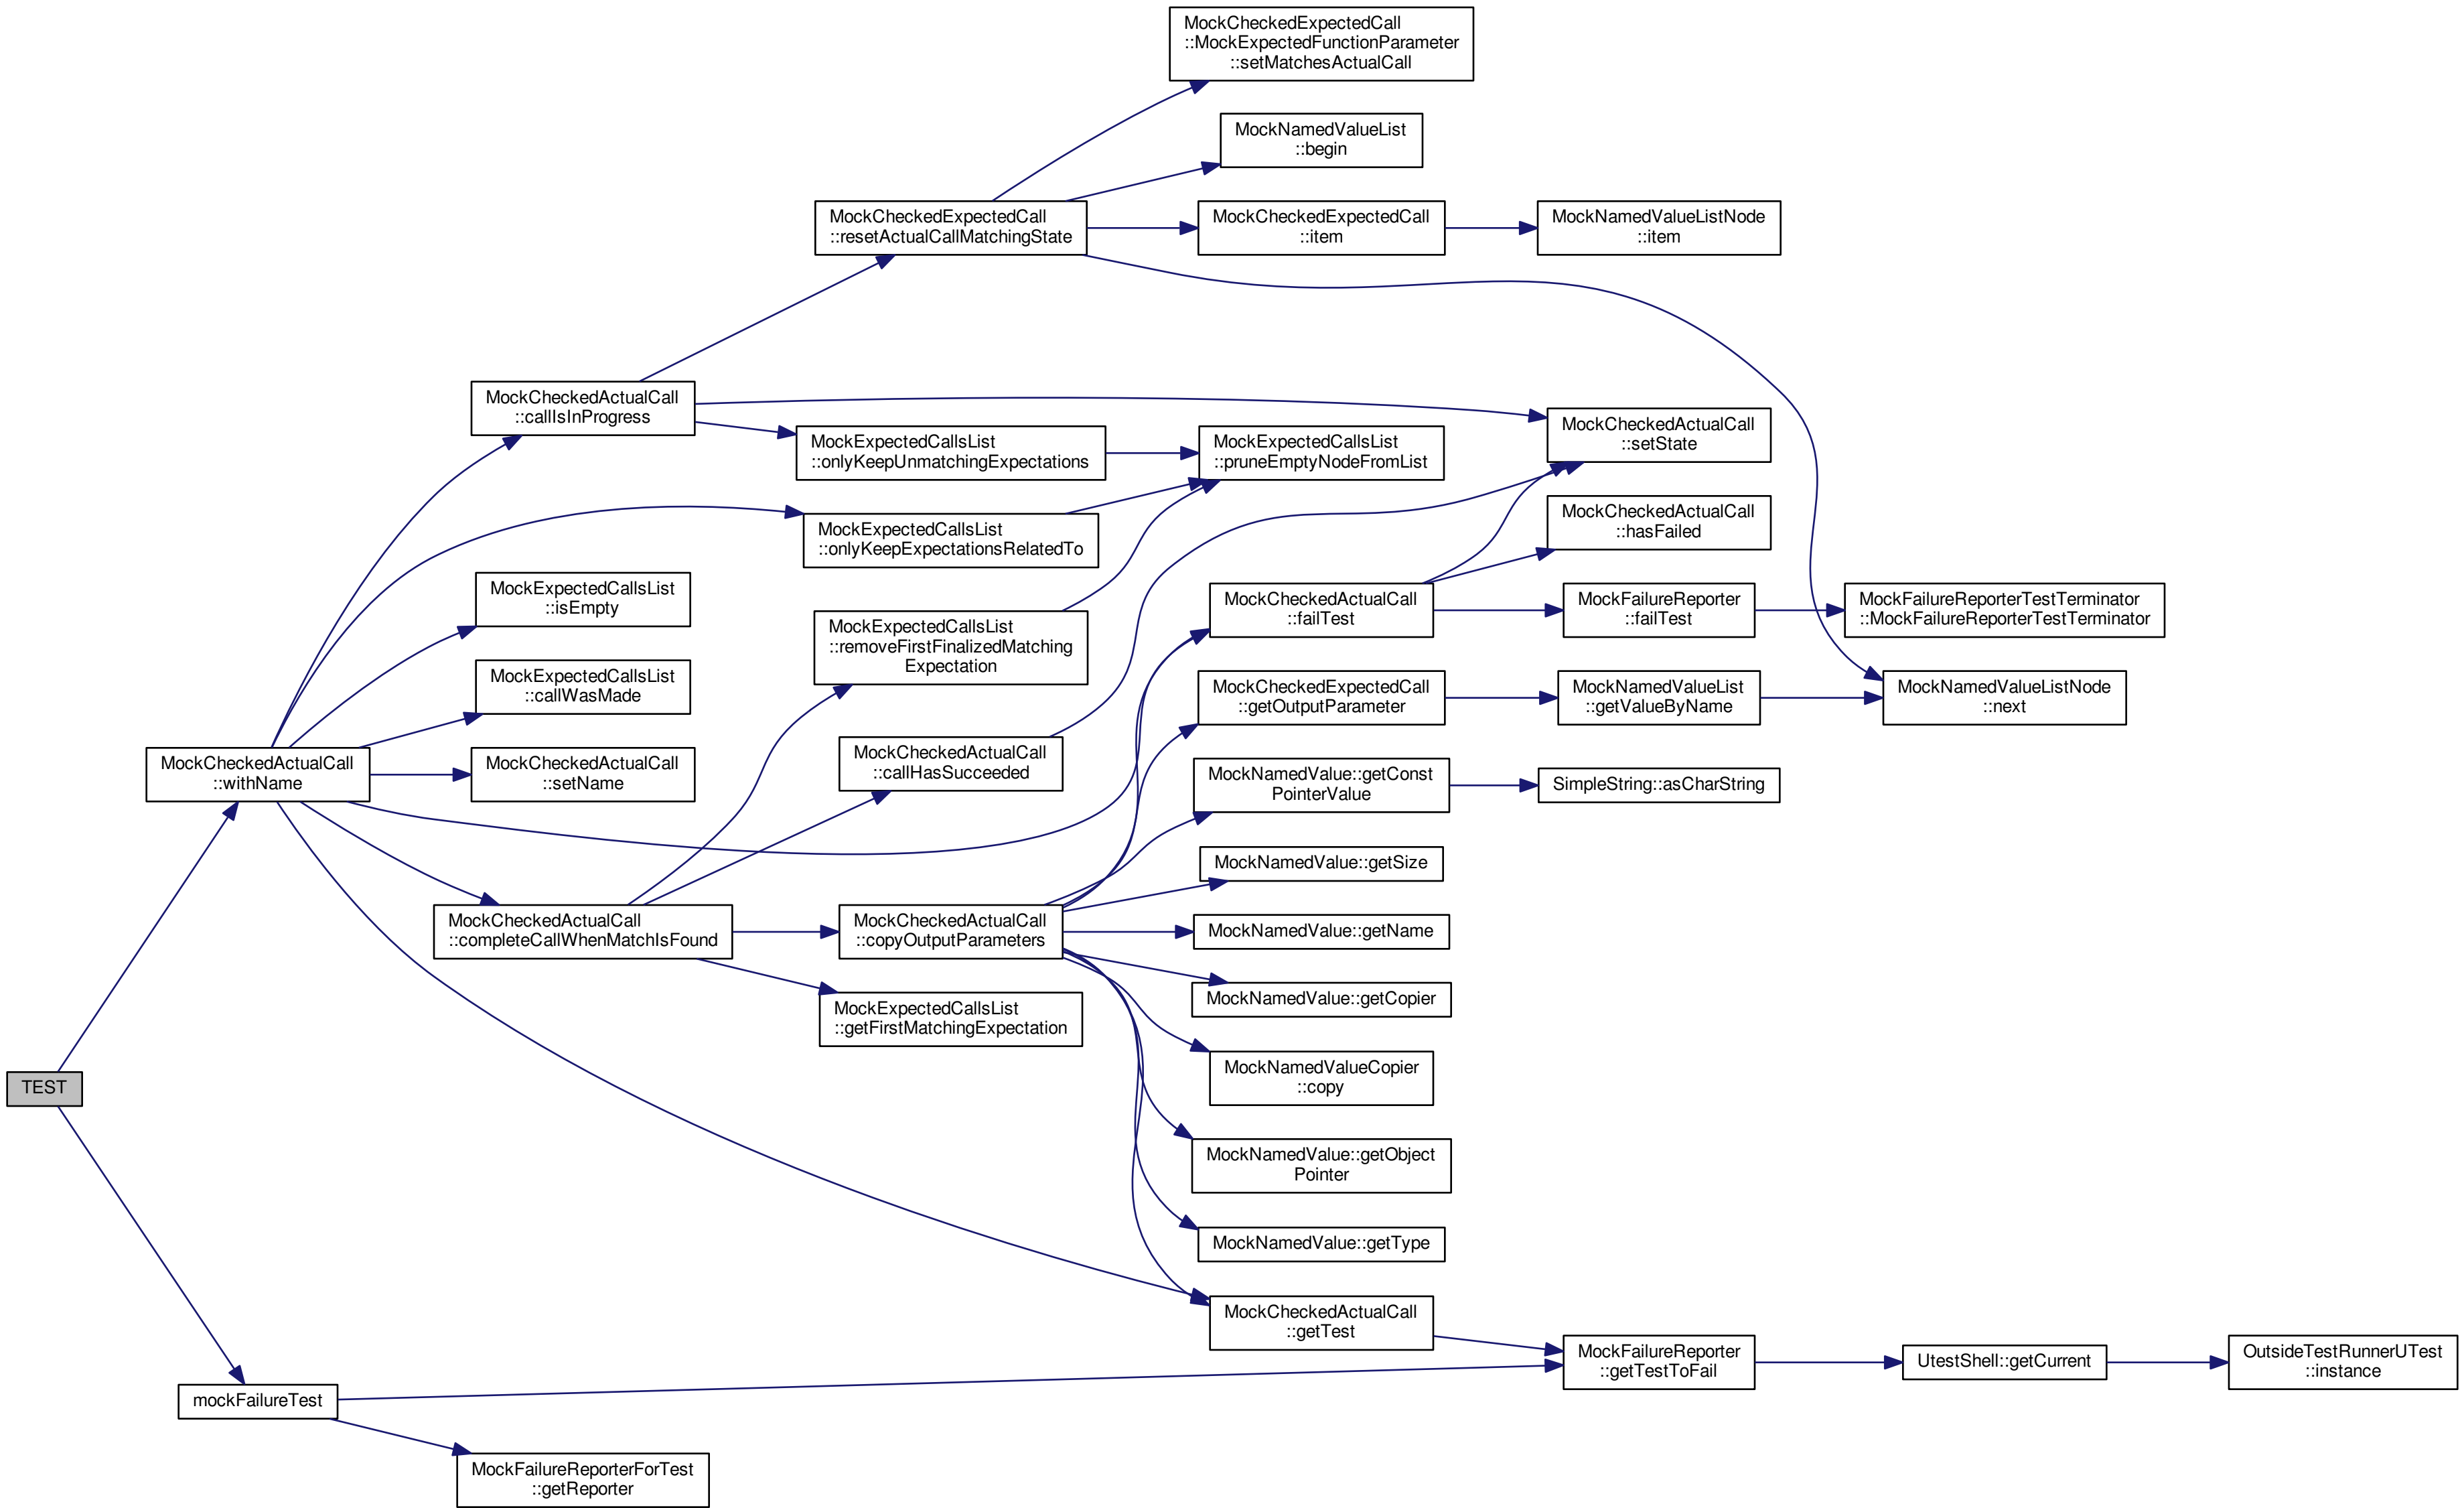 MockCheckedExpectedCall
::MockExpectedFunctionParameter
::setMatchesActualCall
MockNamedValueList
::begin
MockCheckedExpectedCall
::resetActualCallMatchingState
MockCheckedExpectedCall
::item
MockNamedValueListNode
::item
MockCheckedActualCall
::callIsInProgress
MockCheckedActualCall
::setState
MockExpectedCallsList
::onlyKeepUnmatchingExpectations
MockExpectedCallsList
::pruneEmptyNodeFromList
MockCheckedActualCall
::hasFailed
MockExpectedCallsList
::onlyKeepExpectationsRelatedTo
MockExpectedCallsList
::isEmpty
MockCheckedActualCall
::failTest
MockFailureReporter
::failTest
MockFailureReporterTestTerminator
::MockFailureReporterTestTerminator
MockExpectedCallsList
::removeFirstFinalizedMatching
Expectation
MockExpectedCallsList
::callWasMade
MockCheckedExpectedCall
::getOutputParameter
MockNamedValueList
::getValueByName
MockNamedValueListNode
::next
MockCheckedActualCall
::withName
MockCheckedActualCall
::setName
MockCheckedActualCall
::callHasSucceeded
MockNamedValue::getConst
PointerValue
SimpleString::asCharString
MockNamedValue::getSize
MockCheckedActualCall
::completeCallWhenMatchIsFound
MockCheckedActualCall
::copyOutputParameters
MockNamedValue::getName
MockNamedValue::getCopier
MockExpectedCallsList
::getFirstMatchingExpectation
MockNamedValueCopier
::copy
TEST
MockNamedValue::getObject
Pointer
MockNamedValue::getType
MockCheckedActualCall
::getTest
MockFailureReporter
::getTestToFail
UtestShell::getCurrent
OutsideTestRunnerUTest
::instance
mockFailureTest
MockFailureReporterForTest
::getReporter